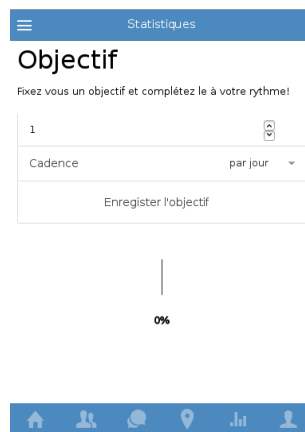 Statistiques
Objectif
Fixez vous un objectif et complétez le à votre rythme!
1
Cadence par jour
Enregister l'objectif
0%